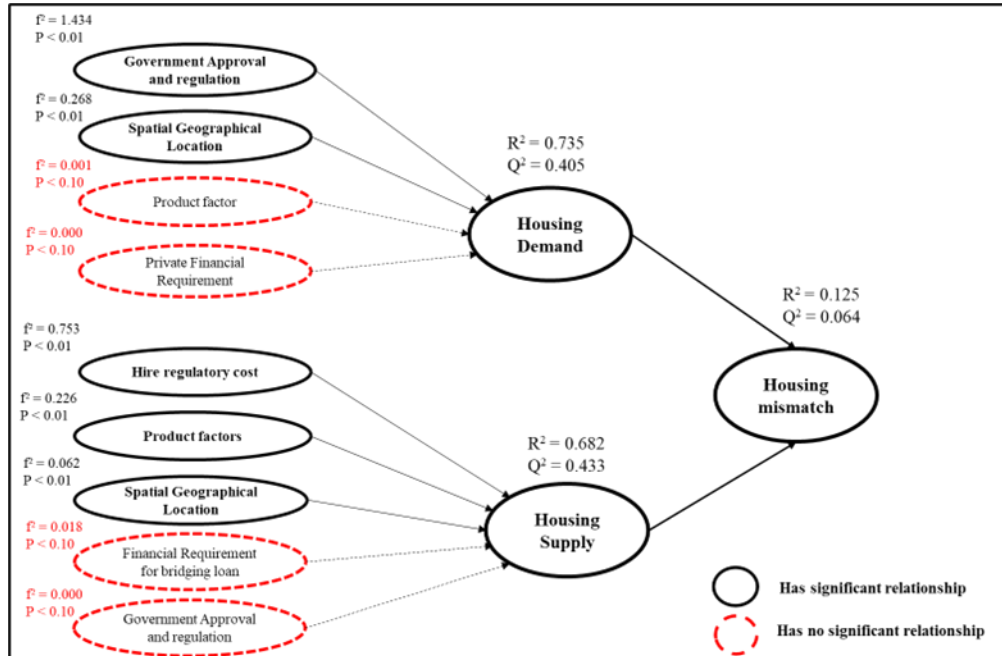 f² = 1.434
P < 0.01
Government Approval
and regulation
f² = 0.268
P < 0.01
Spatial Geographical
Location
f² = 0.001
P < 0.10
Product factor
f² = 0.000
P < 0.10
Private Financial
Requirement
R² = 0.735
Q² = 0.405
Housing
Demand
f² = 0.753
P < 0.01
Hire regulatory cost
f² = 0.226
P < 0.01
Product factors
f² = 0.062
P < 0.01
Spatial Geographical
Location
f² = 0.018
P < 0.10
Financial Requirement
for bridging loan
f² = 0.000
P < 0.10
Government Approval
and regulation
R² = 0.682
Q² = 0.433
Housing
Supply
R² = 0.125
Q² = 0.064
Housing
mismatch
Has significant relationship
Has no significant relationship